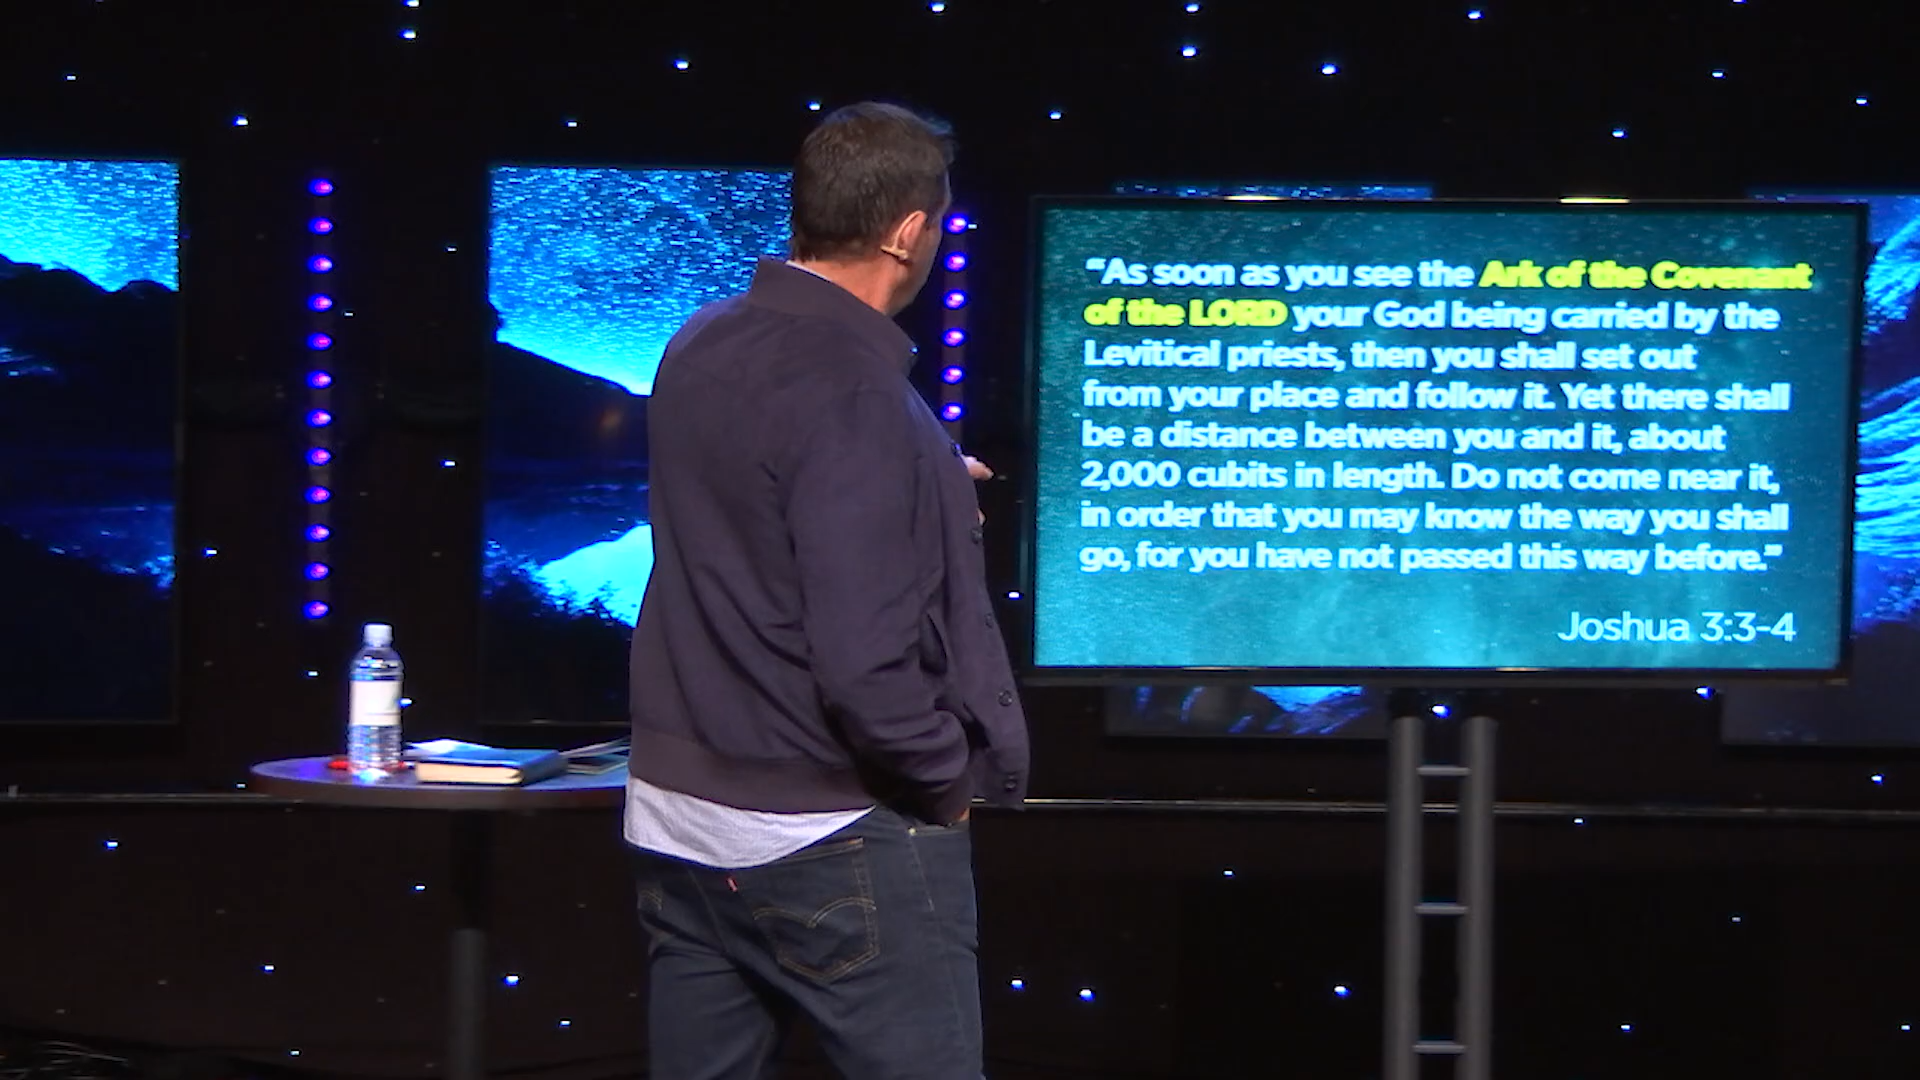 “As soon as you see the Ark of the Covenant
of the LORD your God being carried by the
Levitical priests, then you shall set out
from your place and follow it. Yet there shall
be a distance between you and it, about
2,000 cubits in length. Do not come near it,
in order that you may know the way you shall
go, for you have not passed this way before.”
Joshua 3:3-4